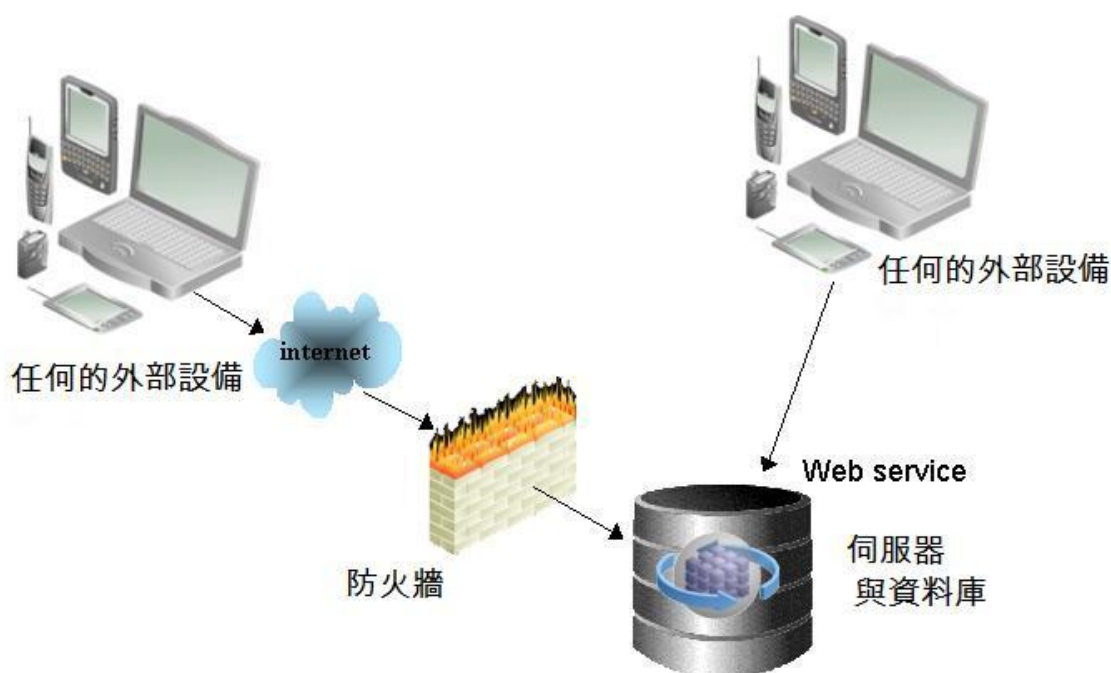 任何的外部設備
internet
任何的外部設備
Web service
伺服器
與資料庫
防火牆